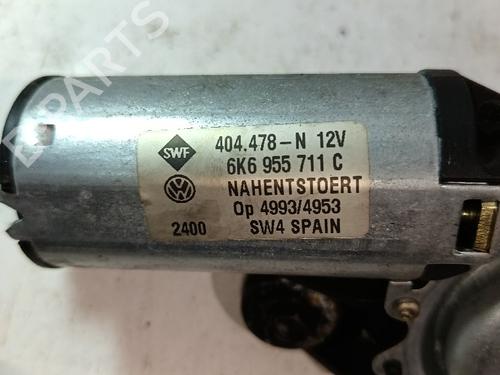 B-PARTS
SWF 404.478-N 12V
6K6 955 711 C
NAHENTSTOERT
Op 4993/4953
2400 SW4 SPAIN